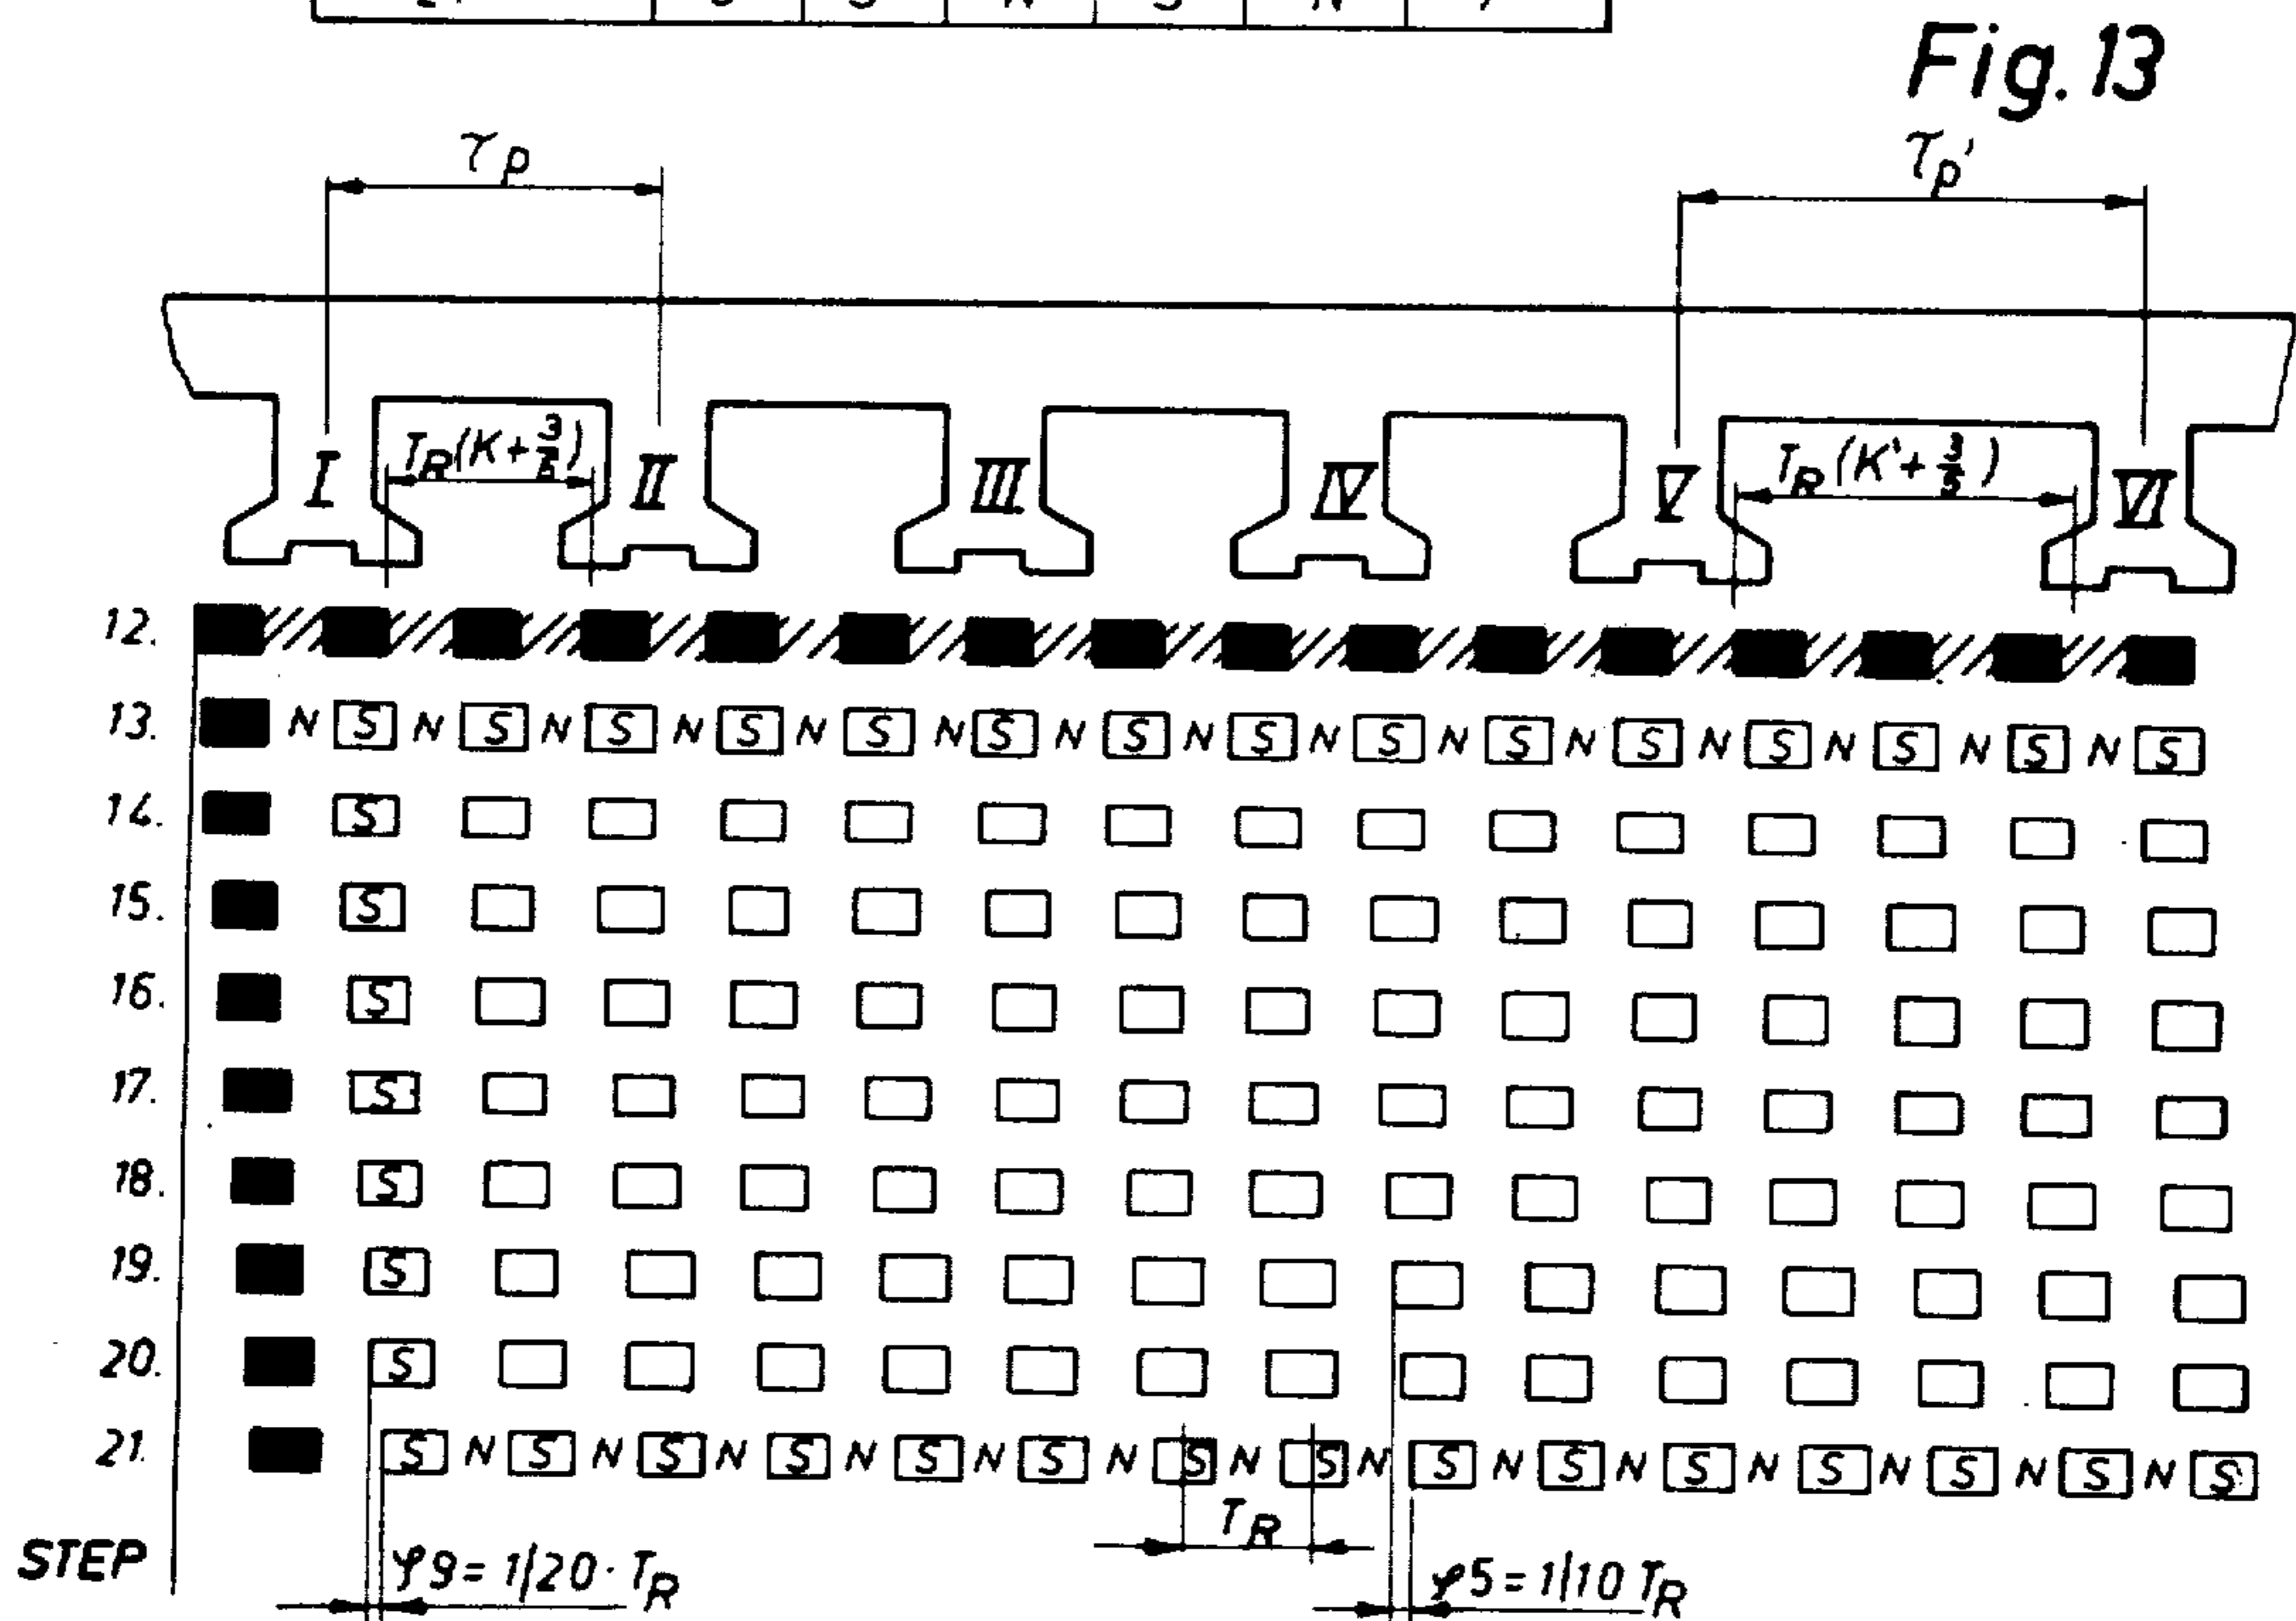 Fig. 13
τp τp'
TR(K+3/5) TR(K'+3/5)
I II III IV V VI
12.
13. N S N S N S N S N S N S N S N S N S N S N S N S N S N S N S
14. S
15. S
16. S
17. S
18. S
19. S
20. S
21. S N S N S N S N S N S N S N S N S N S N S N S N S N S N S
TR
STEP φ9=1/20·TR φ5=1/10 TR